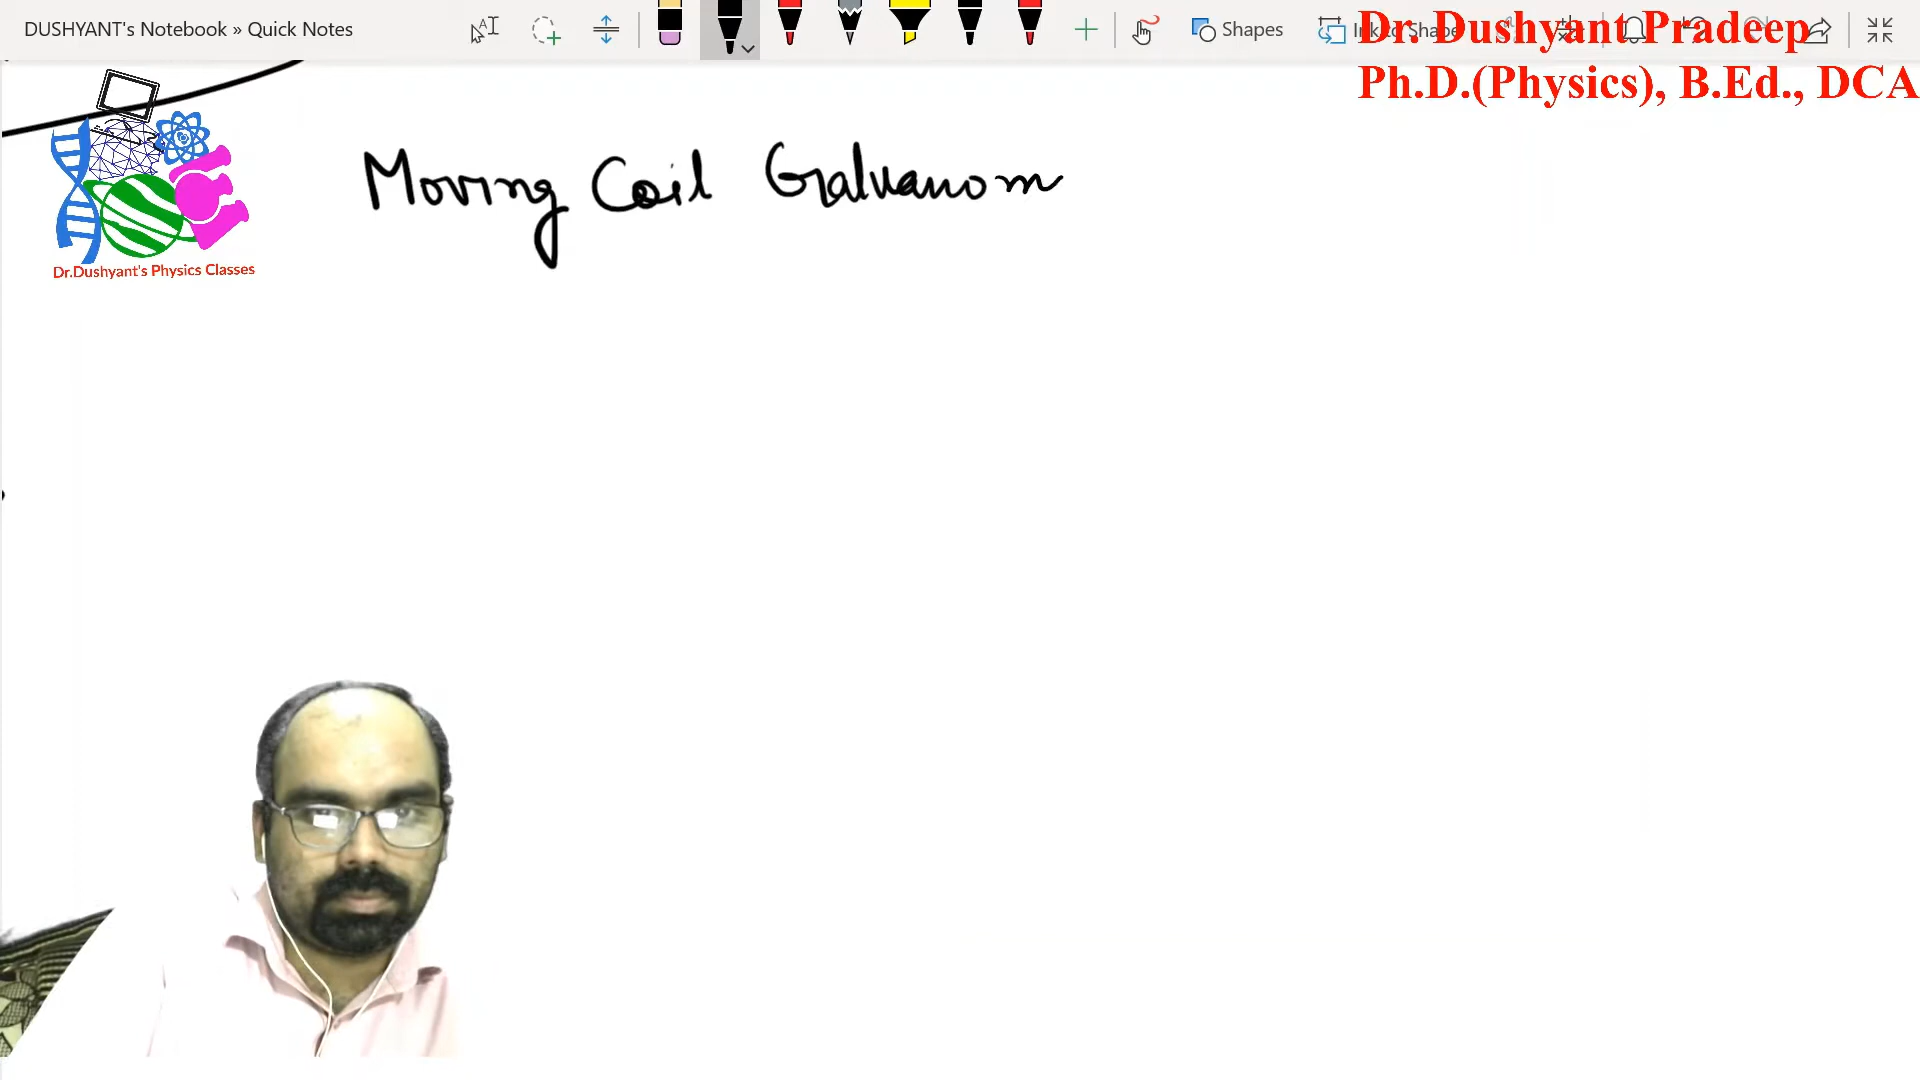 DUSHYANT's Notebook » Quick Notes
Shapes
Dr. Dushyant Pradeep
Ph.D.(Physics), B.Ed., DCA
Moving Coil Galvanom
Dr.Dushyant's Physics Classes